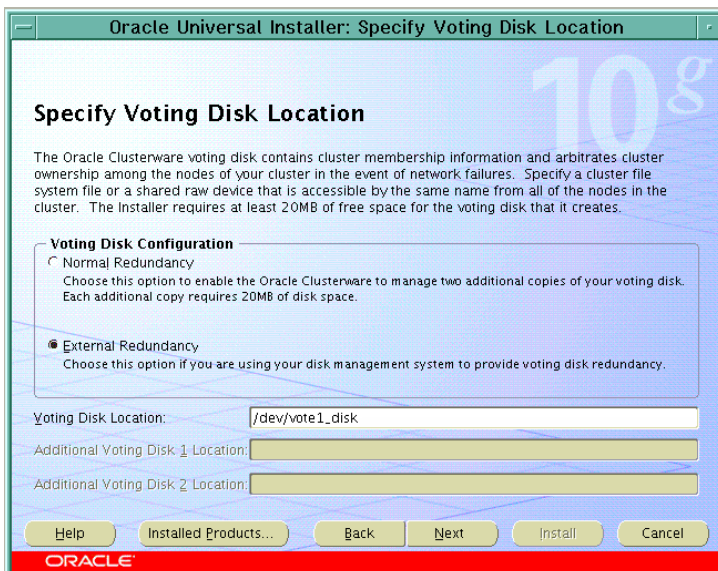 Oracle Universal Installer: Specify Voting Disk Location
10g
Specify Voting Disk Location
The Oracle Clusterware voting disk contains cluster membership information and arbitrates cluster
ownership among the nodes of your cluster in the event of network failures. Specify a cluster file
system file or a shared raw device that is accessible by the same name from all of the nodes in the
cluster. The Installer requires at least 20MB of free space for the voting disk that it creates.
Voting Disk Configuration
Normal Redundancy
Choose this option to enable the Oracle Clusterware to manage two additional copies of your voting disk.
Each additional copy requires 20MB of disk space.
External Redundancy
Choose this option if you are using your disk management system to provide voting disk redundancy.
Voting Disk Location: /dev/vote1_disk
Additional Voting Disk 1 Location:
Additional Voting Disk 2 Location:
Help Installed Products... Back Next Install Cancel
ORACLE